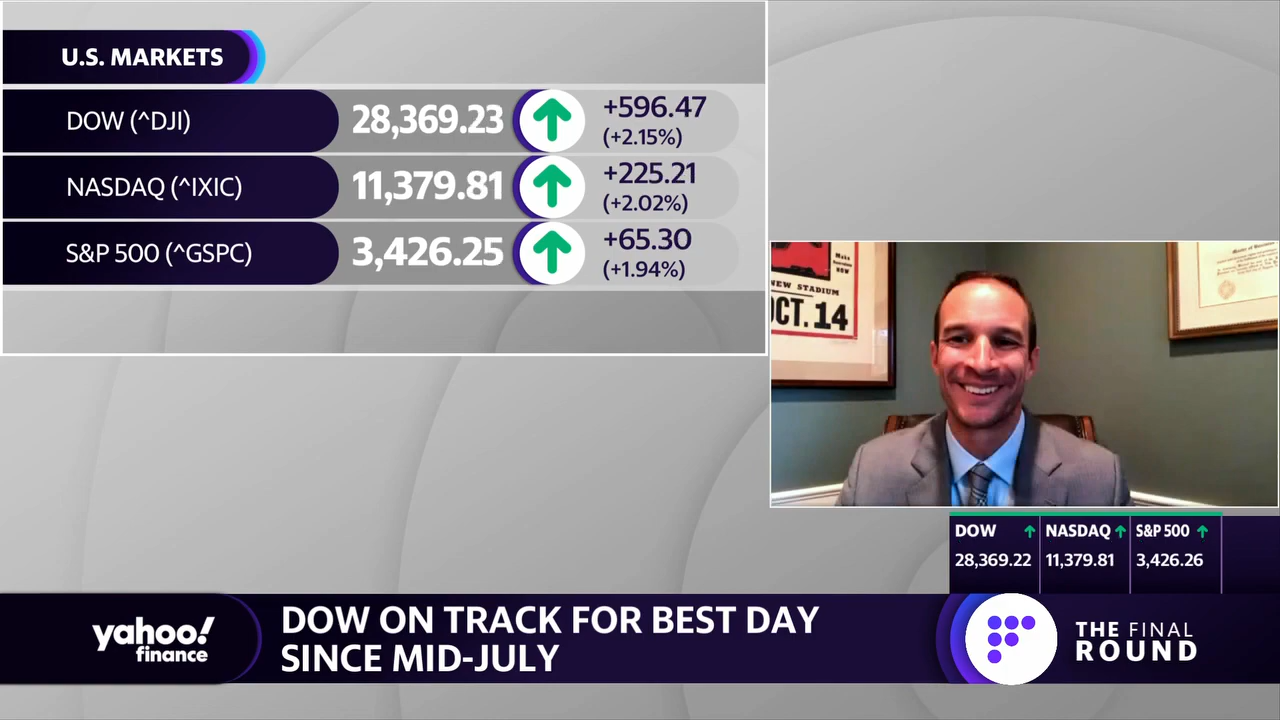 U.S. MARKETS
DOW (^DJI) 28,369.23 +596.47
(+2.15%)
NASDAQ (^IXIC) 11,379.81 +225.21
(+2.02%)
S&P 500 (^GSPC) 3,426.25 +65.30
(+1.94%)
NEW STADIUM
OCT. 14
DOW NASDAQ S&P 500
28,369.22 11,379.81 3,426.26
yahoo!
finance
DOW ON TRACK FOR BEST DAY
SINCE MID-JULY
THE FINAL
ROUND